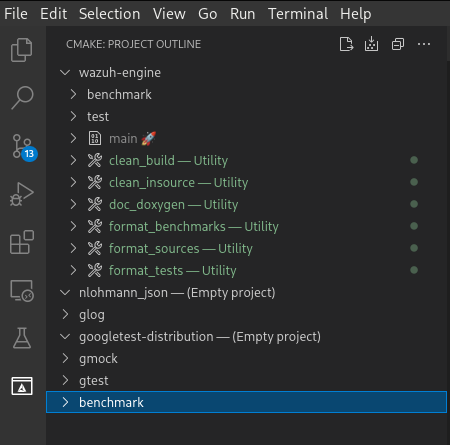 File Edit Selection View Go Run Terminal Help
CMAKE: PROJECT OUTLINE
wazuh-engine
benchmark
test
main 🚀
13
clean_build — Utility
clean_insource — Utility
doc_doxygen — Utility
format_benchmarks — Utility
format_sources — Utility
format_tests — Utility
nlohmann_json — (Empty project)
glog
googletest-distribution — (Empty project)
gmock
gtest
benchmark